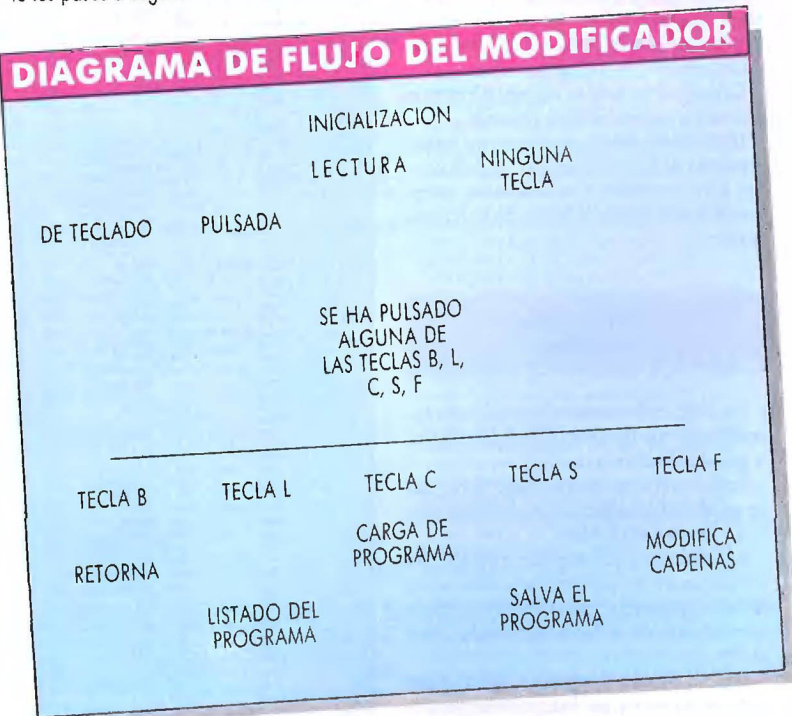 DIAGRAMA DE FLUJO DEL MODIFICADOR
INICIALIZACION
LECTURA
NINGUNA
TECLA
DE TECLADO
PULSADA
SE HA PULSADO
ALGUNA DE
LAS TECLAS B, L,
C, S, F
TECLA B
TECLA L
TECLA C
TECLA S
TECLA F
RETORNA
LISTADO DEL
PROGRAMA
CARGA DE
PROGRAMA
SALVA EL
PROGRAMA
MODIFICA
CADENAS